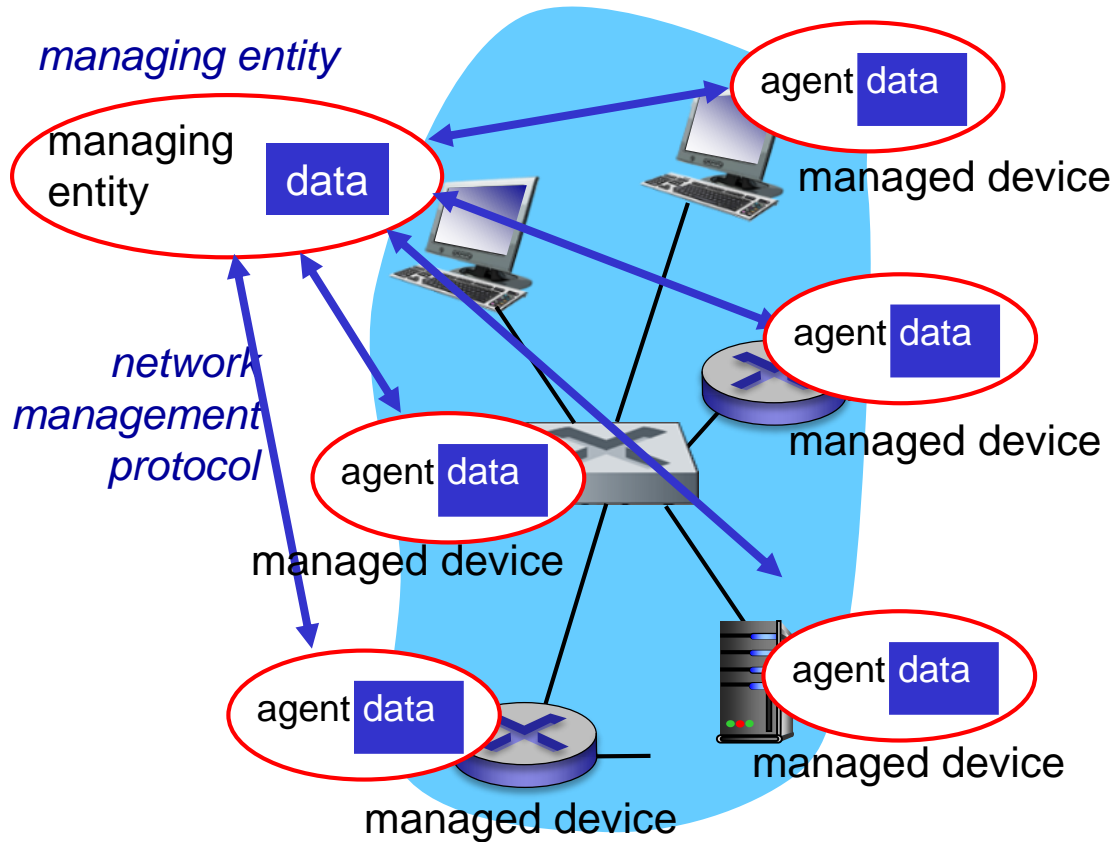 managing entity
managing
entity
data
agent data
managed device
agent data
managed device
network
management
protocol
agent data
managed device
agent data
managed device
agent data
managed device